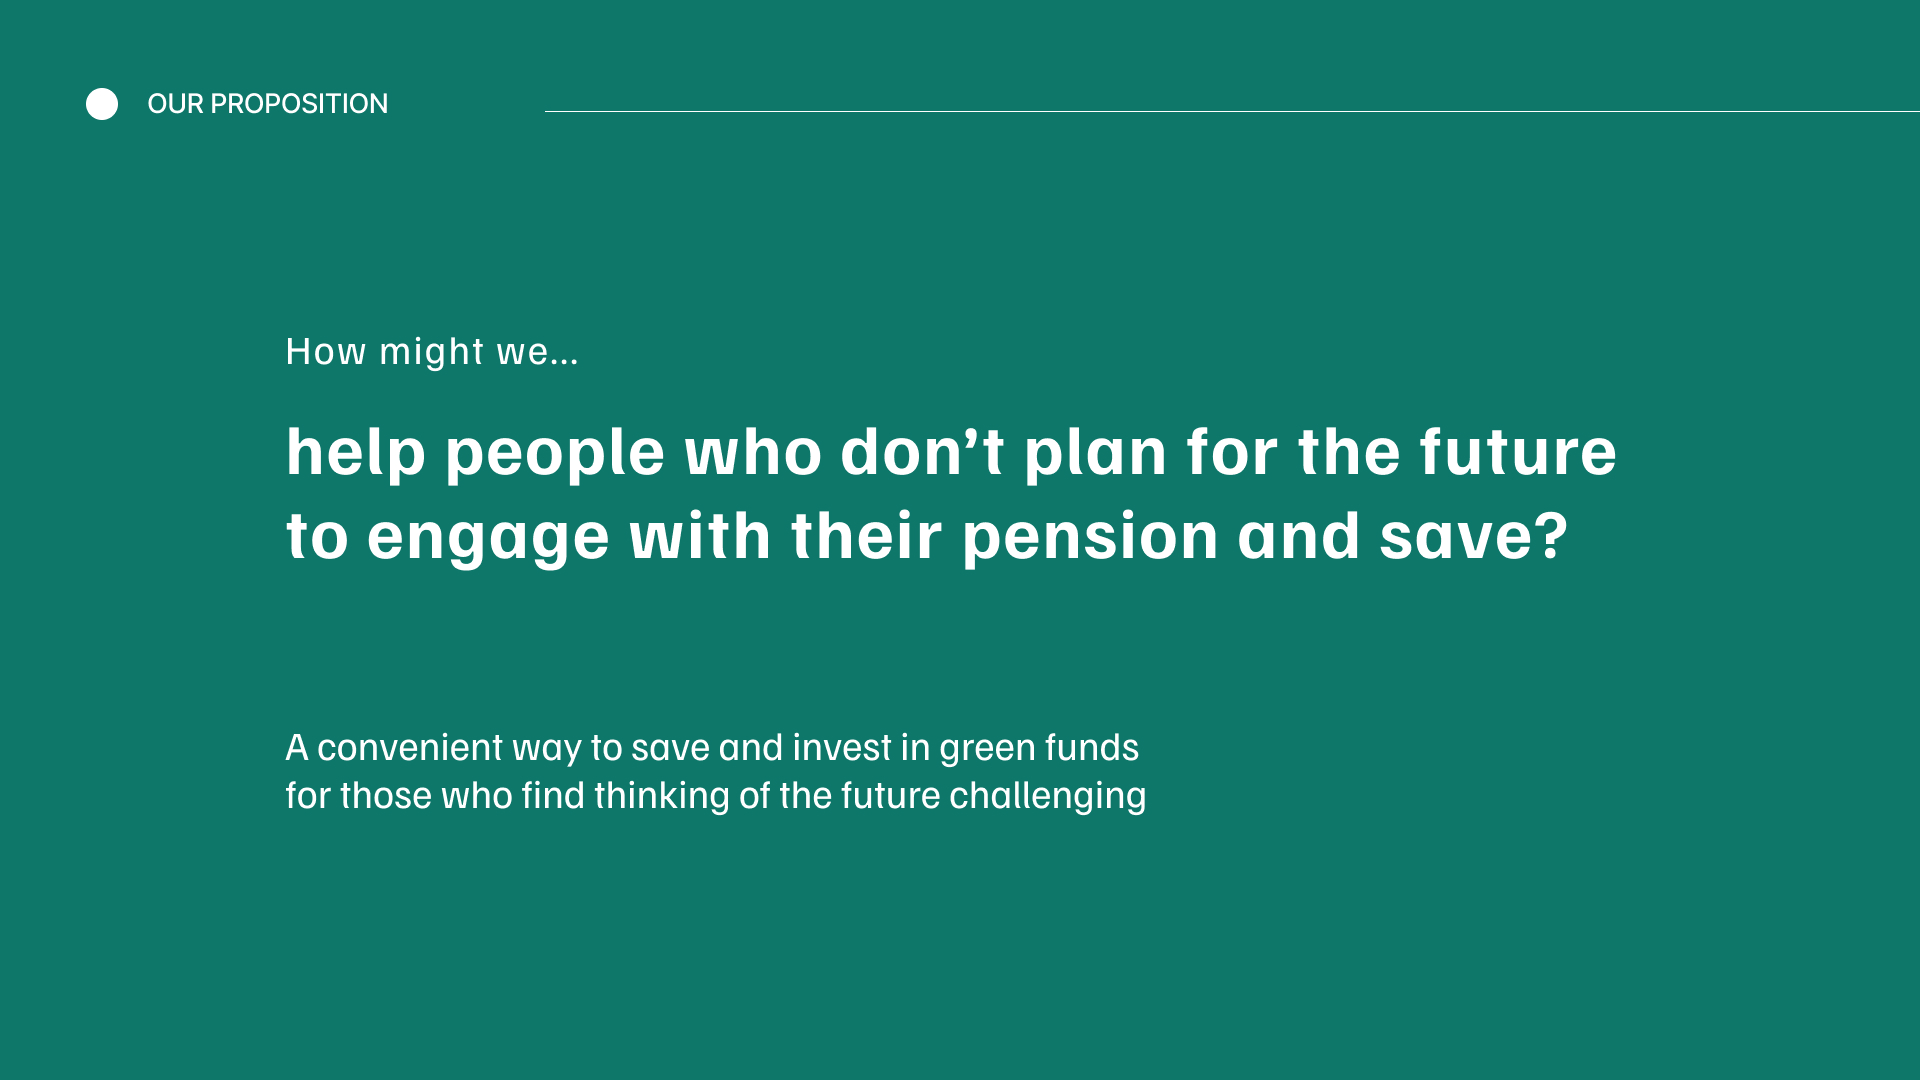 OUR PROPOSITION
How might we...
help people who don’t plan for the future
to engage with their pension and save?
A convenient way to save and invest in green funds
for those who find thinking of the future challenging